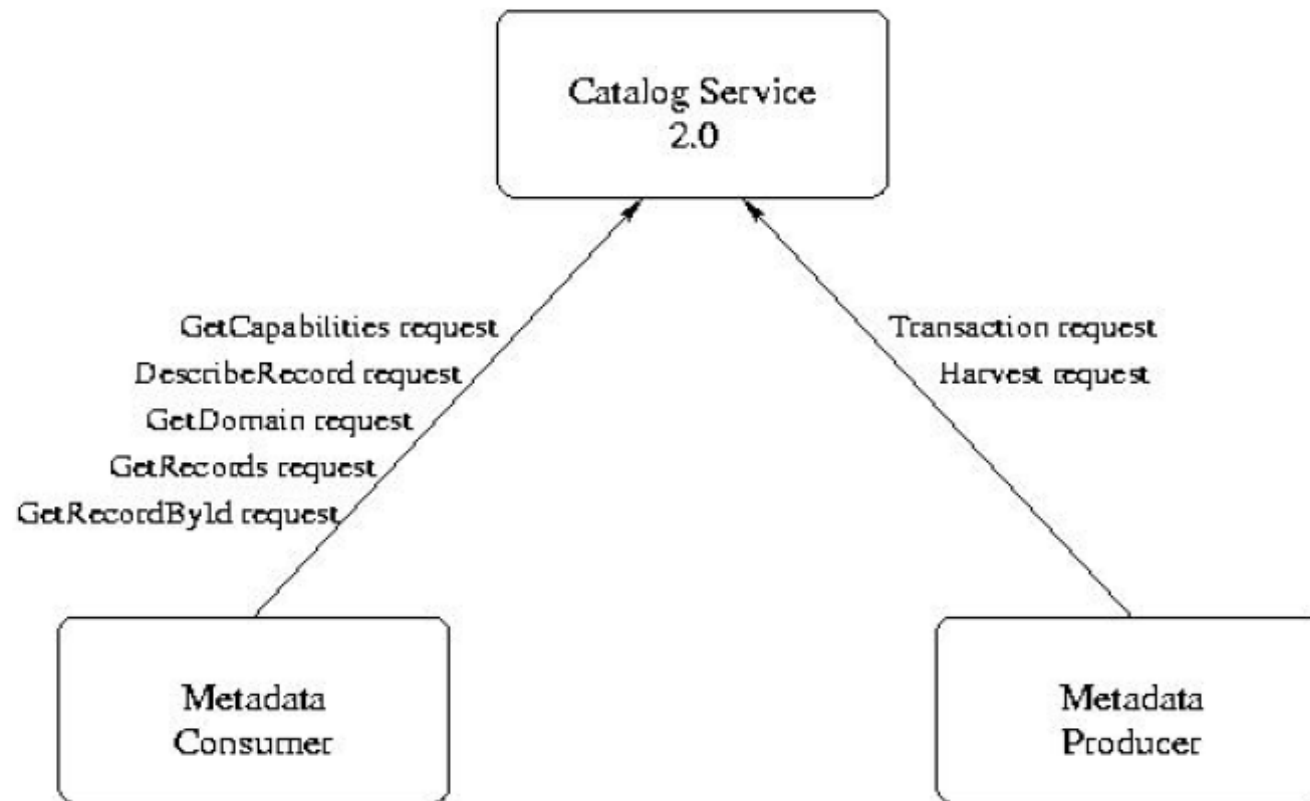 Catalog Service
2.0
GetCapabilities request
DescribeRecord request
GetDomain request
GetRecords request
GetRecordById request
Transaction request
Harvest request
Metadata
Consumer
Metadata
Producer